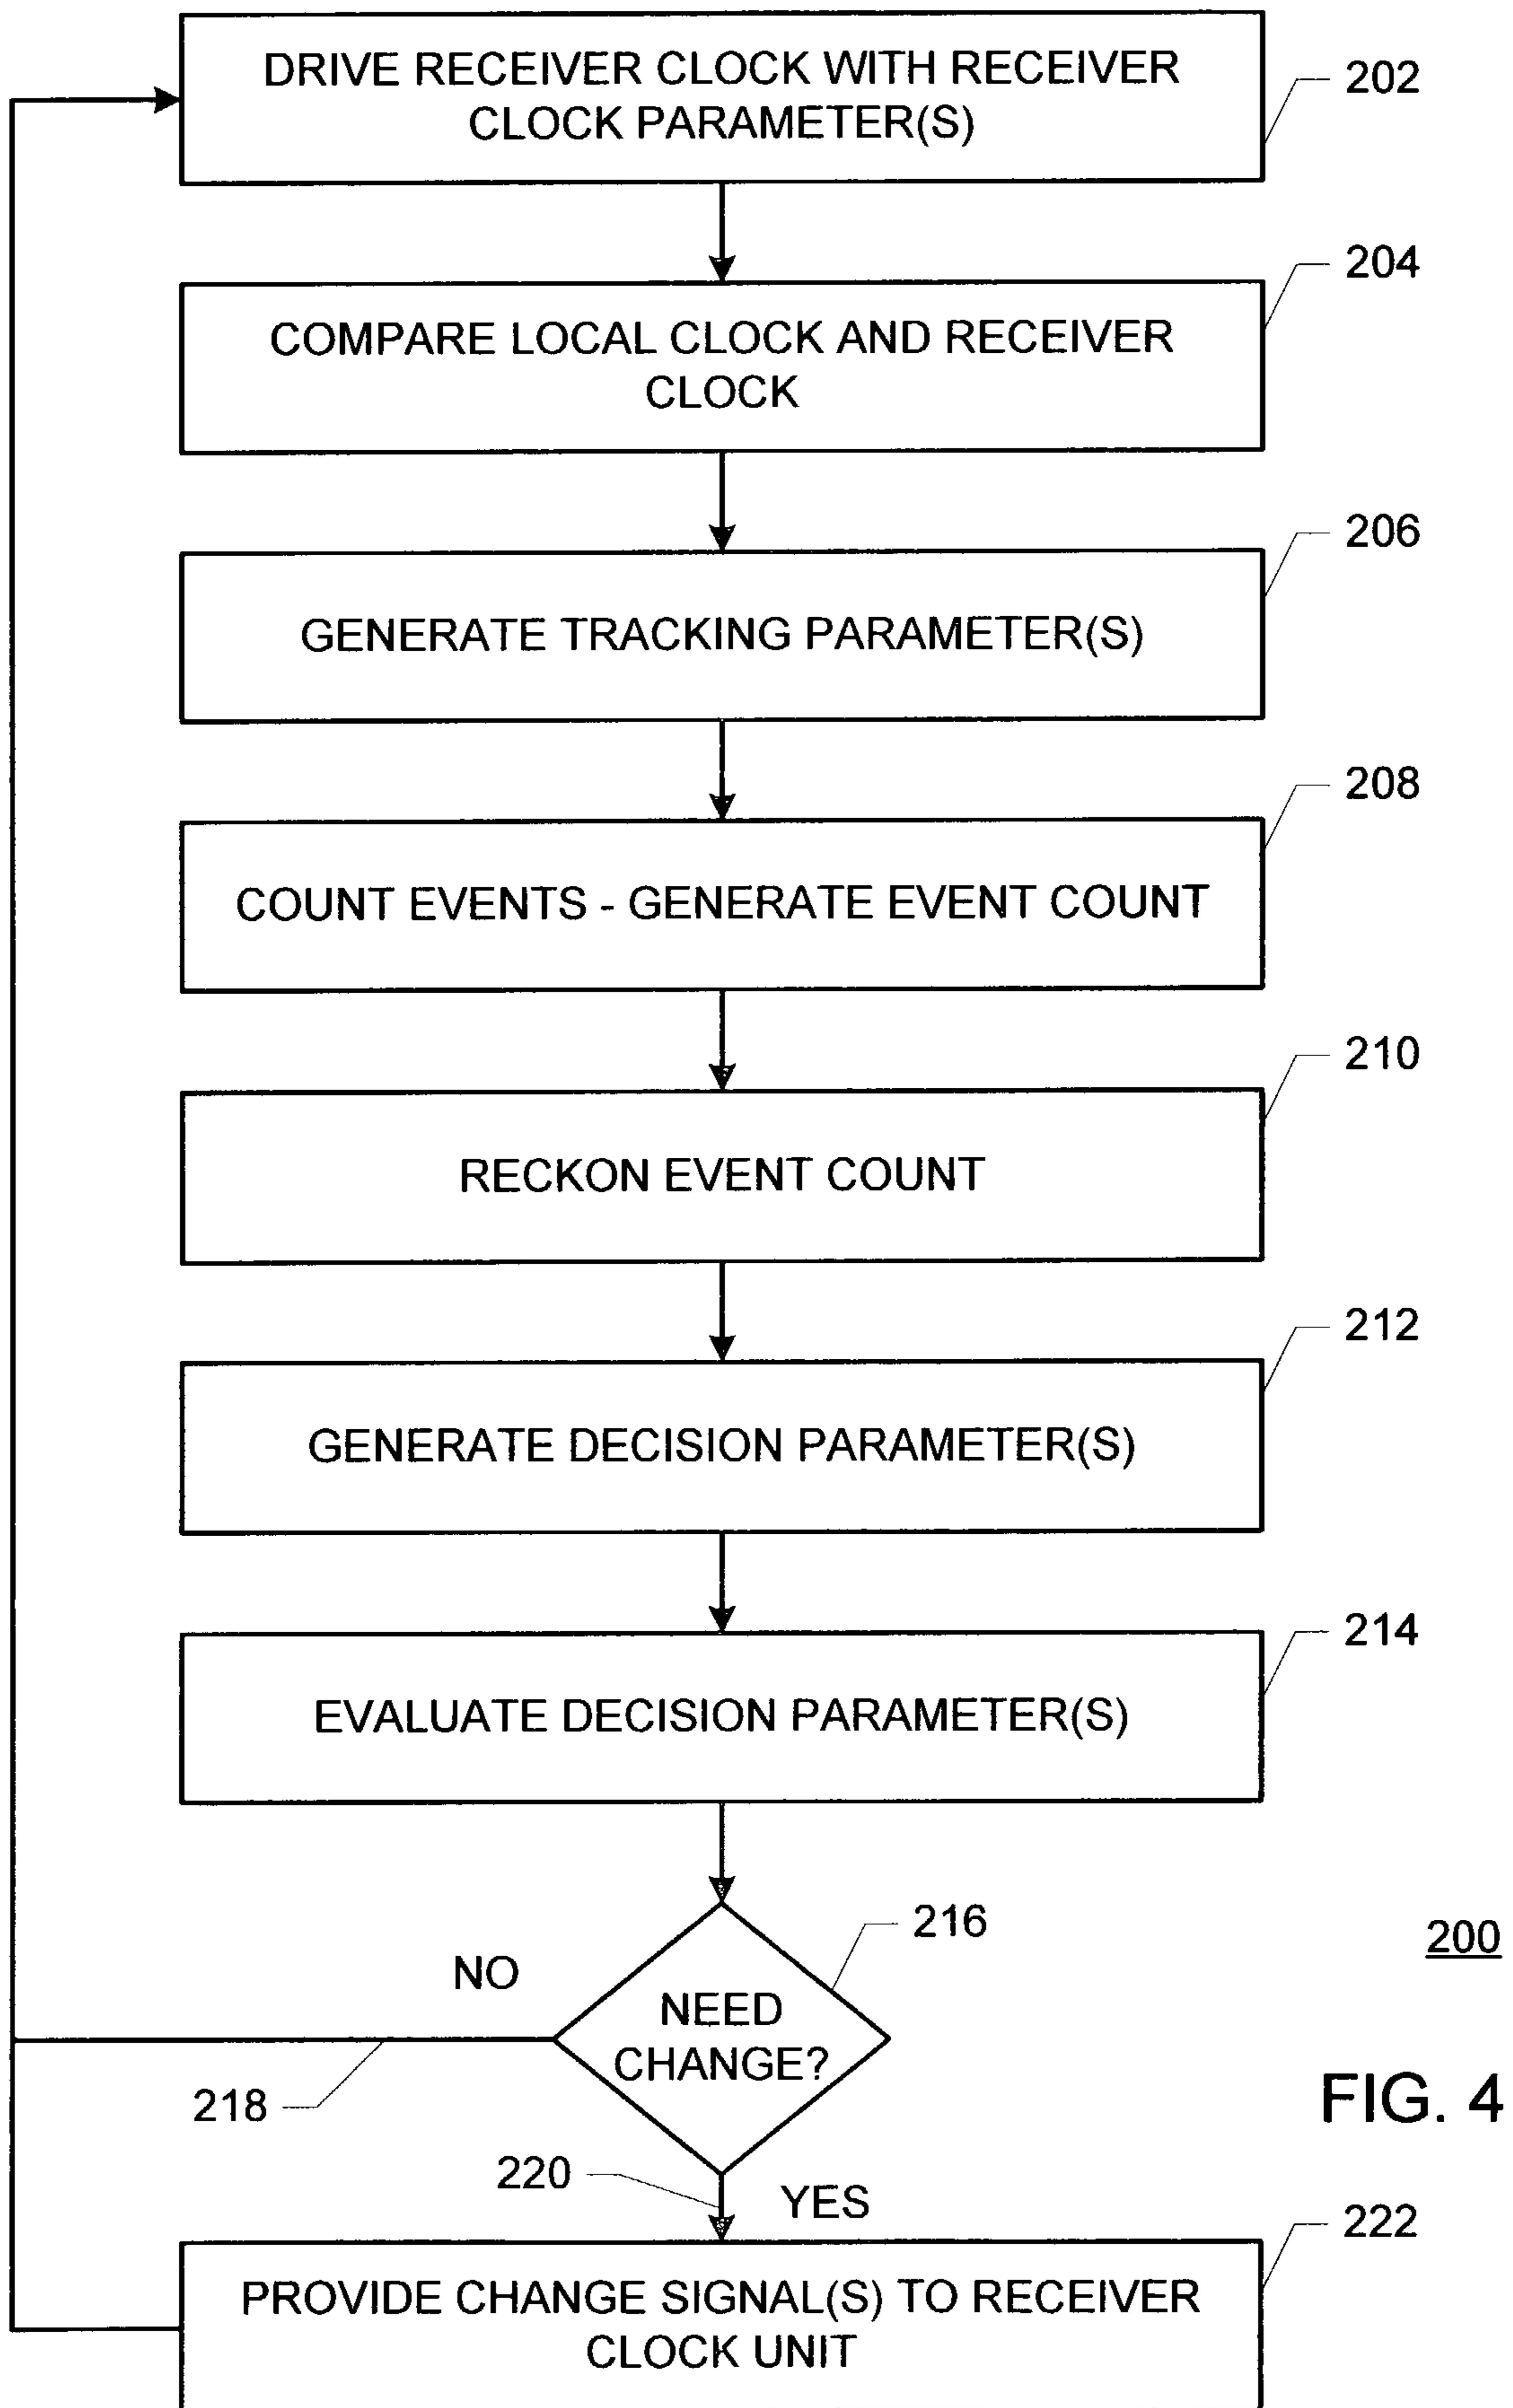 DRIVE RECEIVER CLOCK WITH RECEIVER
CLOCK PARAMETER(S)
202
204
COMPARE LOCAL CLOCK AND RECEIVER
CLOCK
206
GENERATE TRACKING PARAMETER(S)
208
COUNT EVENTS - GENERATE EVENT COUNT
210
RECKON EVENT COUNT
212
GENERATE DECISION PARAMETER(S)
214
EVALUATE DECISION PARAMETER(S)
216
200
NO
NEED
CHANGE?
218
FIG. 4
220
YES
222
PROVIDE CHANGE SIGNAL(S) TO RECEIVER
CLOCK UNIT